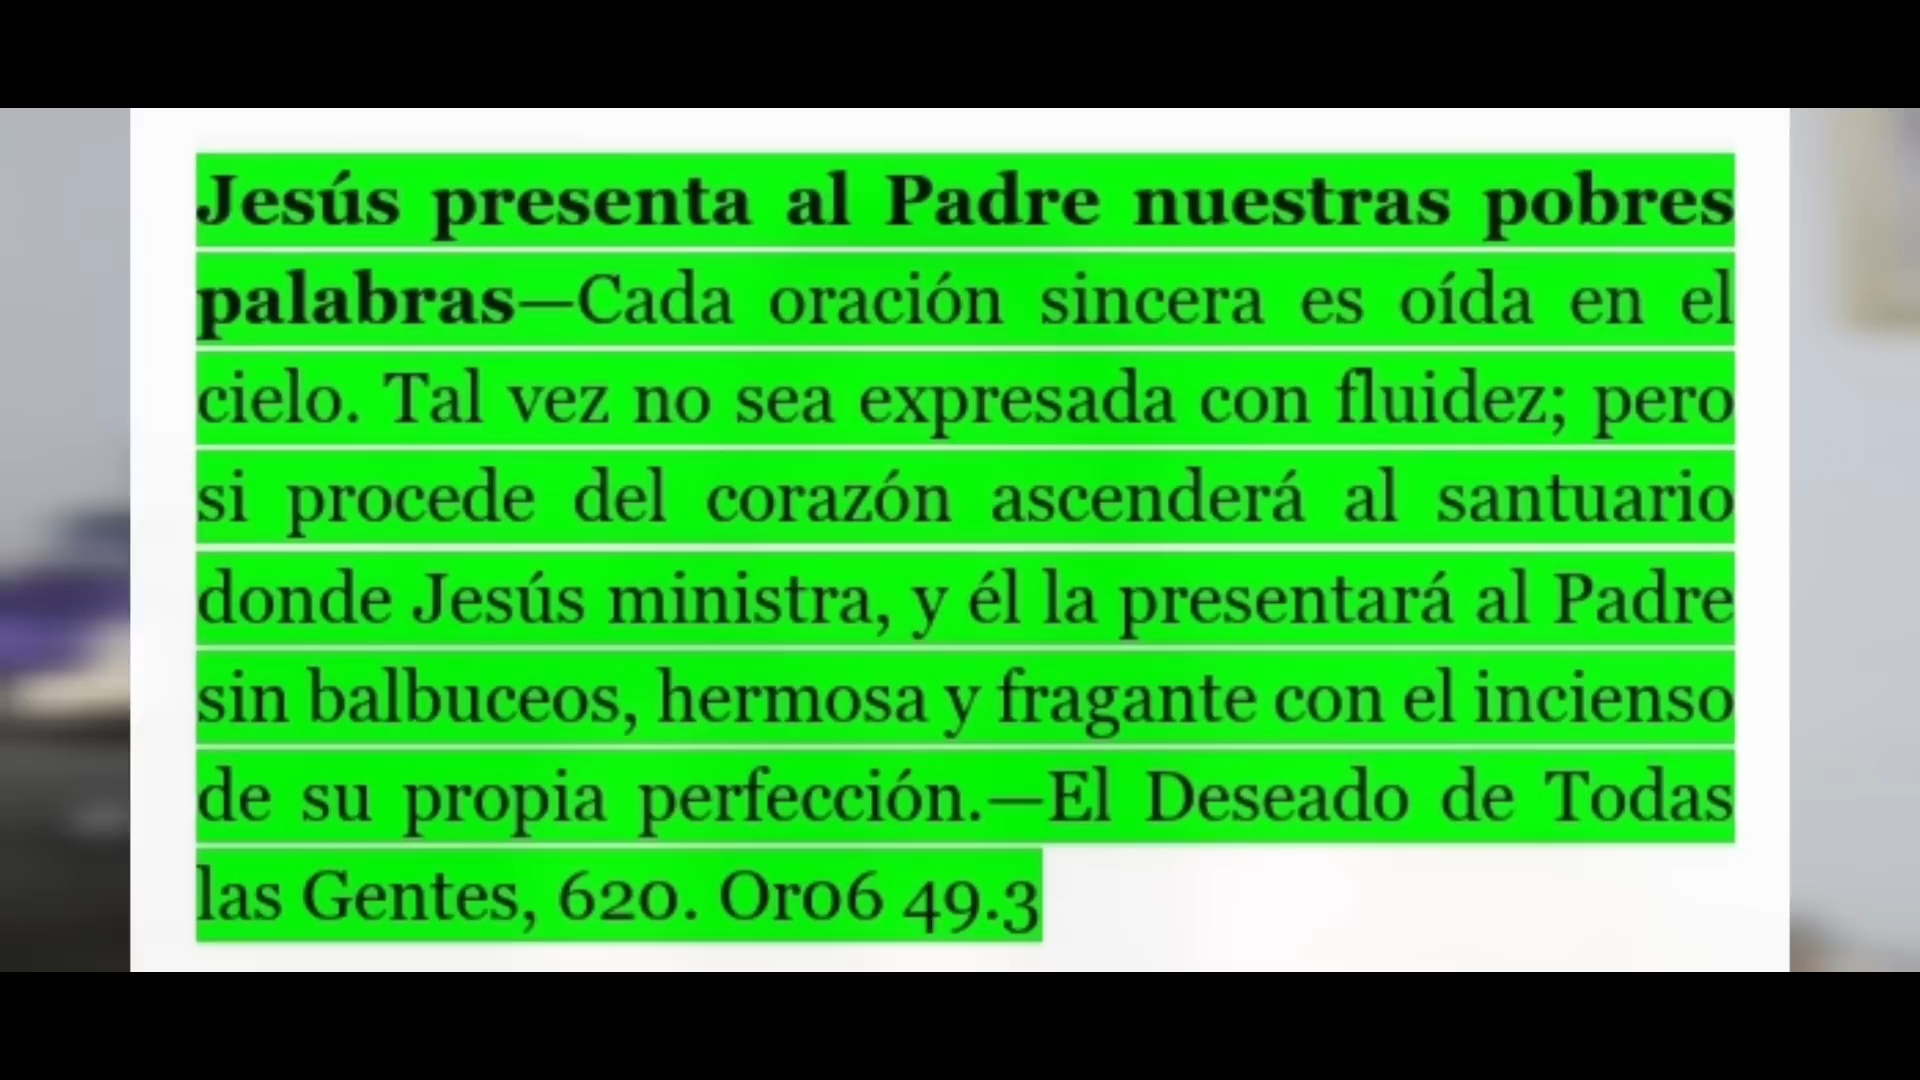 Jesús presenta al Padre nuestras pobres
palabras—Cada oración sincera es oída en el
cielo. Tal vez no sea expresada con fluidez; pero
si procede del corazón ascenderá al santuario
donde Jesús ministra, y él la presentará al Padre
sin balbuceos, hermosa y fragante con el incienso
de su propia perfección.—El Deseado de Todas
las Gentes, 620. Or06 49.3